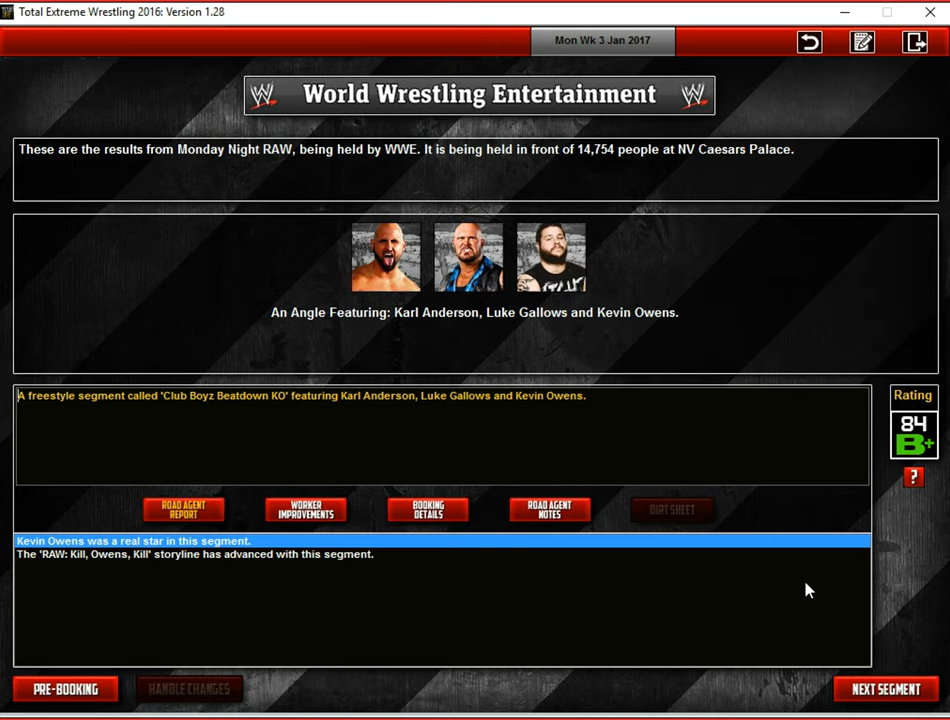 Total Extreme Wrestling 2016: Version 1.28
Mon Wk 3 Jan 2017
World Wrestling Entertainment
These are the results from Monday Night RAW, being held by WWE. It is being held in front of 14,754 people at NV Caesars Palace.
An Angle Featuring: Karl Anderson, Luke Gallows and Kevin Owens.
A freestyle segment called 'Club Boyz Beatdown KO' featuring Karl Anderson, Luke Gallows and Kevin Owens.
Rating
84
B+
?
ROAD AGENT REPORT
WORKER IMPROVEMENTS
BOOKING DETAILS
ROAD AGENT NOTES
DIRT SHEET
Kevin Owens was a real star in this segment.
The 'RAW: Kill, Owens, Kill' storyline has advanced with this segment.
PRE-BOOKING
HANDLE CHANGES
NEXT SEGMENT